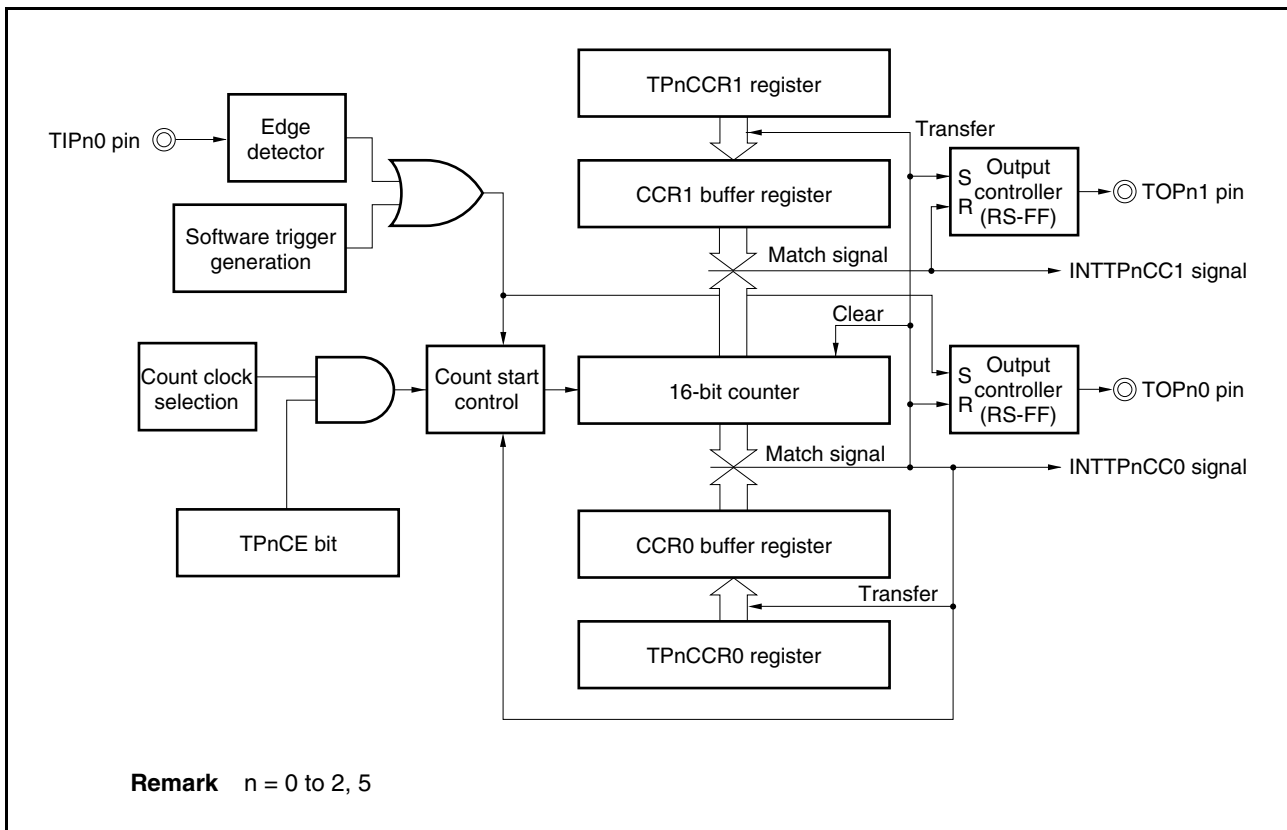 TPnCCR1 register
TIPn0 pin
Edge
detector
Transfer
S
R
Output
controller
(RS-FF)
TOPn1 pin
CCR1 buffer register
Software trigger
generation
Match signal
INTTPnCC1 signal
Clear
Count clock
selection
Count start
control
16-bit counter
S
R
Output
controller
(RS-FF)
TOPn0 pin
Match signal
INTTPnCC0 signal
TPnCE bit
CCR0 buffer register
Transfer
TPnCCR0 register
Remark n = 0 to 2, 5